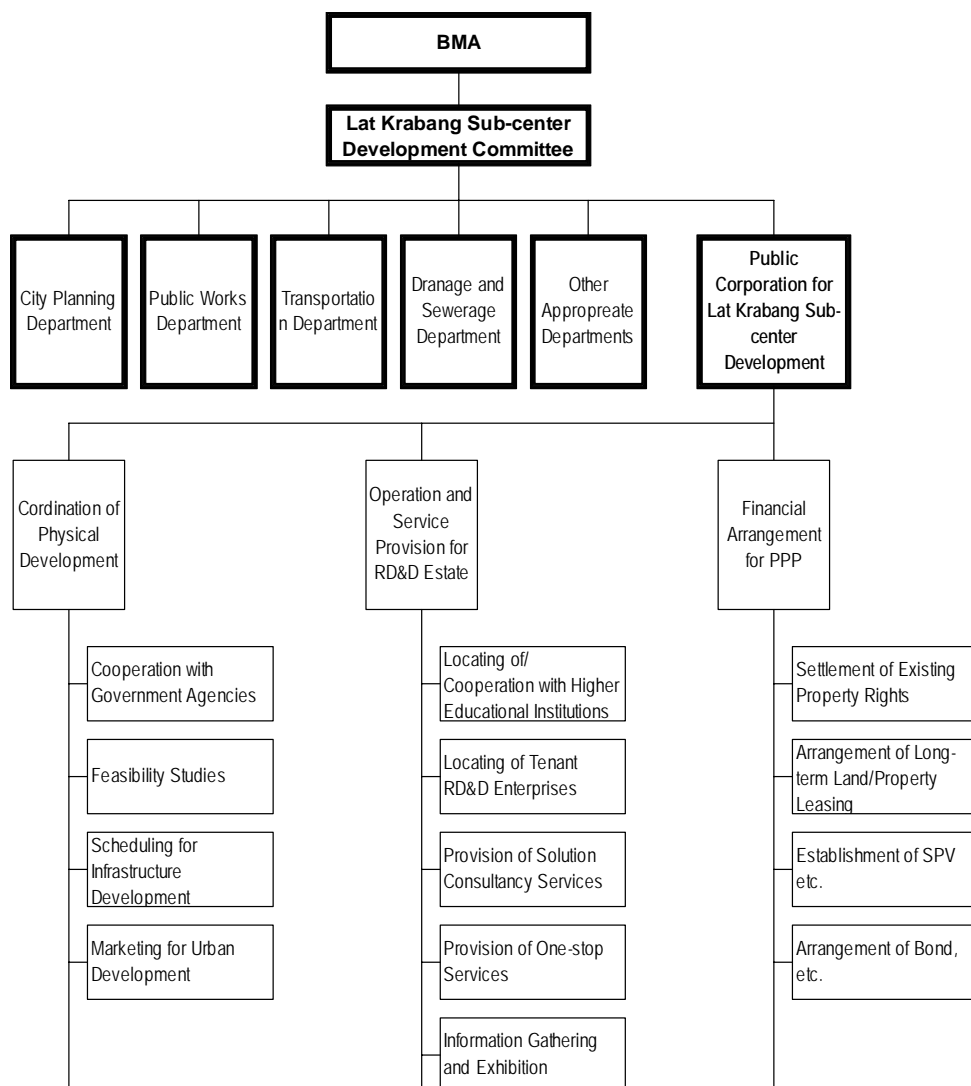 BMA
Lat Krabang Sub-center
Development Committee
City Planning
Department
Public Works
Department
Transportatio
n Department
Dranage and
Sewerage
Department
Other
Appropreate
Departments
Public
Corporation for
Lat Krabang Sub-
center
Development
Cordination of
Physical
Development
Operation and
Service
Provision for
RD&D Estate
Financial
Arrangement
for PPP
Cooperation with
Government Agencies
Feasibility Studies
Scheduling for
Infrastructure
Development
Marketing for Urban
Development
Locating of/
Cooperation with Higher
Educational Institutions
Locating of Tenant
RD&D Enterprises
Provision of Solution
Consultancy Services
Provision of One-stop
Services
Information Gathering
and Exhibition
Settlement of Existing
Property Rights
Arrangement of Long-
term Land/Property
Leasing
Establishment of SPV
etc.
Arrangement of Bond,
etc.